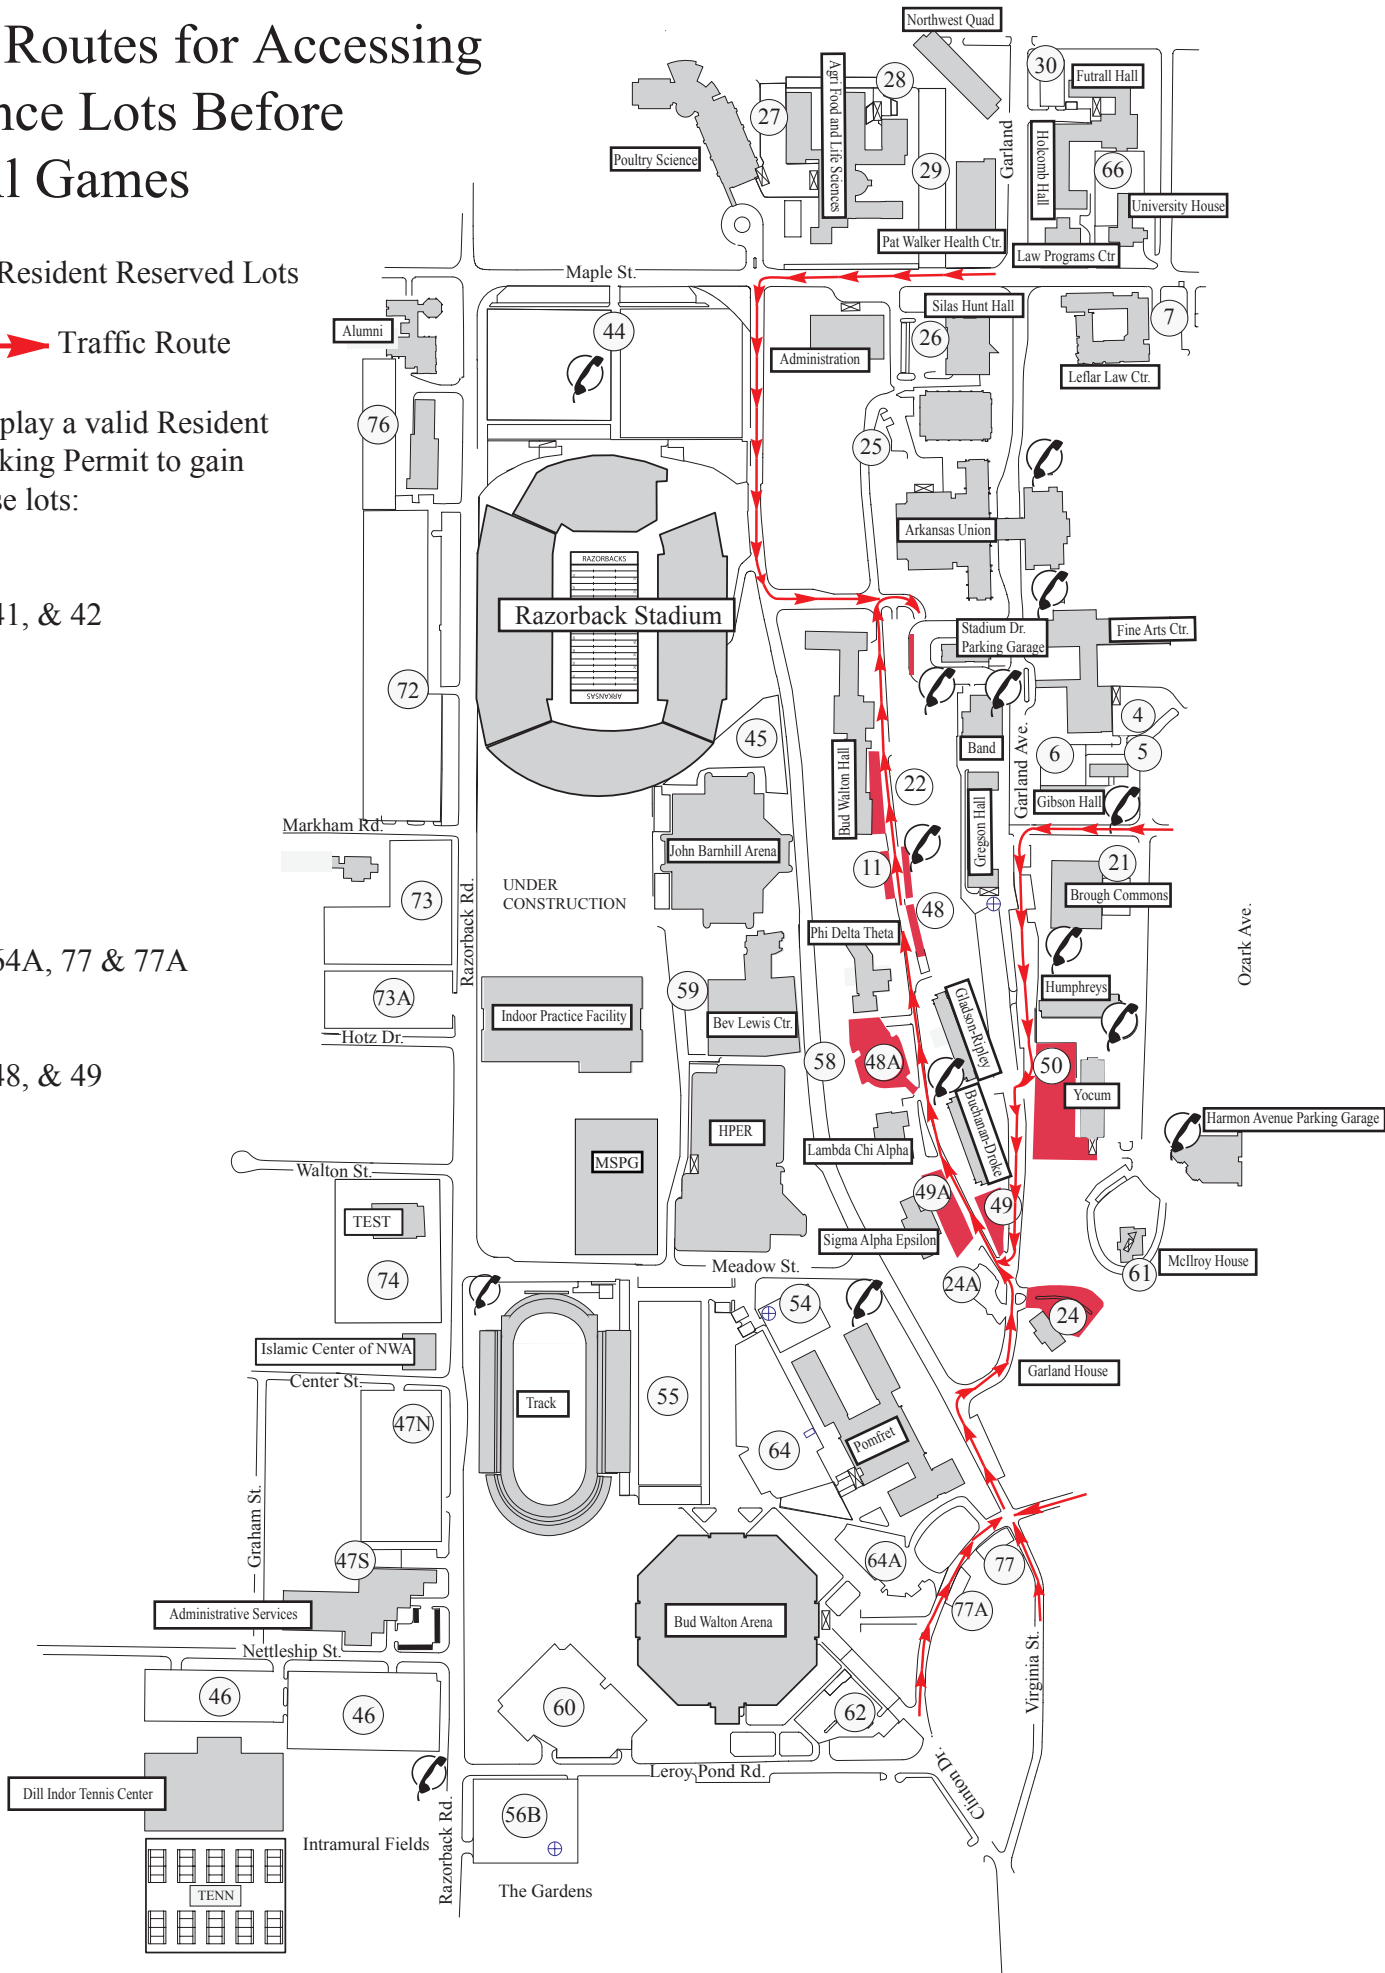 Routes for Accessing
nce Lots Before
ll Games
Resident Reserved Lots
Traffic Route
play a valid Resident
king Permit to gain
se lots:
41, & 42
64A, 77 & 77A
48, & 49
Northwest Quad
30
Futrall Hall
28
27
Agri Food and Life Sciences
Garland
Holcomb Hall
Poultry Science
29
66
University House
Pat Walker Health Ctr.
Law Programs Ctr
Maple St.
Silas Hunt Hall
7
Alumni
44
Administration
26
Leflar Law Ctr.
76
25
Arkansas Union
RAZORBACKS
Razorback Stadium
ARKANSAS
Stadium Dr.
Parking Garage
Fine Arts Ctr.
72
4
45
Bud Walton Hall
Band
Garland Ave.
6
5
22
Gibson Hall
Markham Rd.
John Barnhill Arena
Gregson Hall
11
21
Brough Commons
73
Razorback Rd.
UNDER
CONSTRUCTION
48
Ozark Ave.
Phi Delta Theta
73A
Indoor Practice Facility
59
Bev Lewis Ctr.
Gladson-Ripley
Humphreys
Hotz Dr.
58
48A
50
Yocum
HPER
Buchanan-Droke
Harmon Avenue Parking Garage
MSPG
Lambda Chi Alpha
Walton St.
49A
49
TEST
Sigma Alpha Epsilon
McIlroy House
Meadow St.
61
74
24A
54
24
Islamic Center of NWA
Garland House
Center St.
Track
55
47N
64
Pomfret
Graham St.
47S
64A
77
Administrative Services
Bud Walton Arena
77A
Nettleship St.
Virginia St.
46
46
60
62
Leroy Pond Rd.
Clinton Dr.
Dill Indor Tennis Center
56B
Razorback Rd.
Intramural Fields
The Gardens
TENN